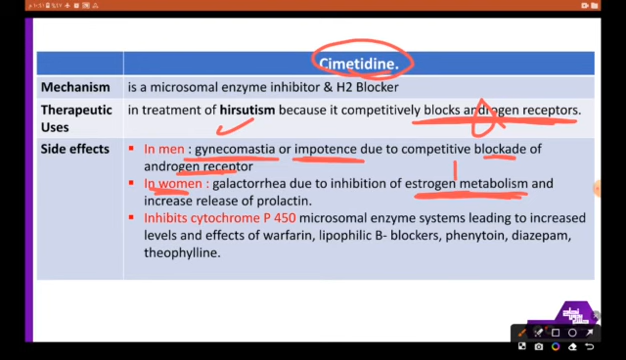 Cimetidine.
Mechanism
is a microsomal enzyme inhibitor & H2 Blocker
Therapeutic
Uses
in treatment of hirsutism because it competitively blocks androgen receptors.
Side effects
▪ In men : gynecomastia or impotence due to competitive blockade of
androgen receptor
▪ In women : galactorrhea due to inhibition of estrogen metabolism and
increase release of prolactin.
▪ Inhibits cytochrome P 450 microsomal enzyme systems leading to increased
levels and effects of warfarin, lipophilic B- blockers, phenytoin, diazepam,
theophylline.